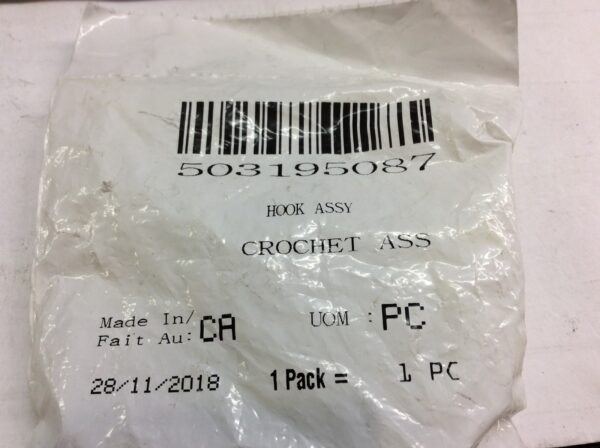 503195087
HOOK ASSY
CROCHET ASS
Made In/
Fait Au: CA
UOM : PC
28/11/2018
1 Pack = 1 PC